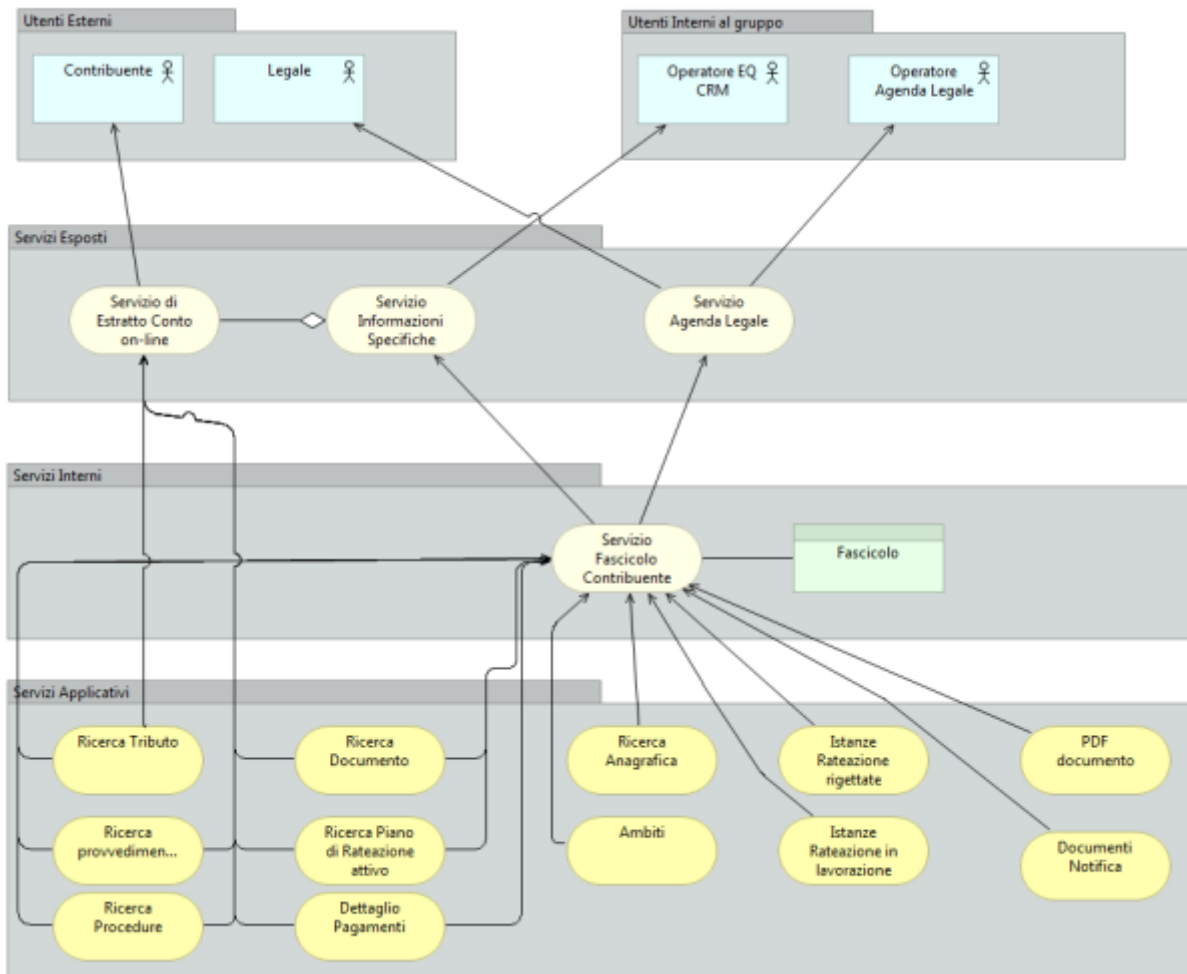 Utenti Esterni
Utenti Interni al gruppo
Contribuente
Legale
Operatore EQ
CRM
Operatore
Agenda Legale
Servizi Esposti
Servizio di
Estratto Conto
on-line
Servizio
Informazioni
Specifiche
Servizio
Agenda Legale
Servizi Interni
Servizio
Fascicolo
Contribuente
Fascicolo
Servizi Applicativi
Ricerca Tributo
Ricerca
Documento
Ricerca
Anagrafica
Istanze
Rateazione
rigettate
PDF
documento
Ricerca
provvedimen...
Ricerca Piano
di Rateazione
attivo
Ambiti
Istanze
Rateazione in
lavorazione
Documenti
Notifica
Ricerca
Procedure
Dettaglio
Pagamenti